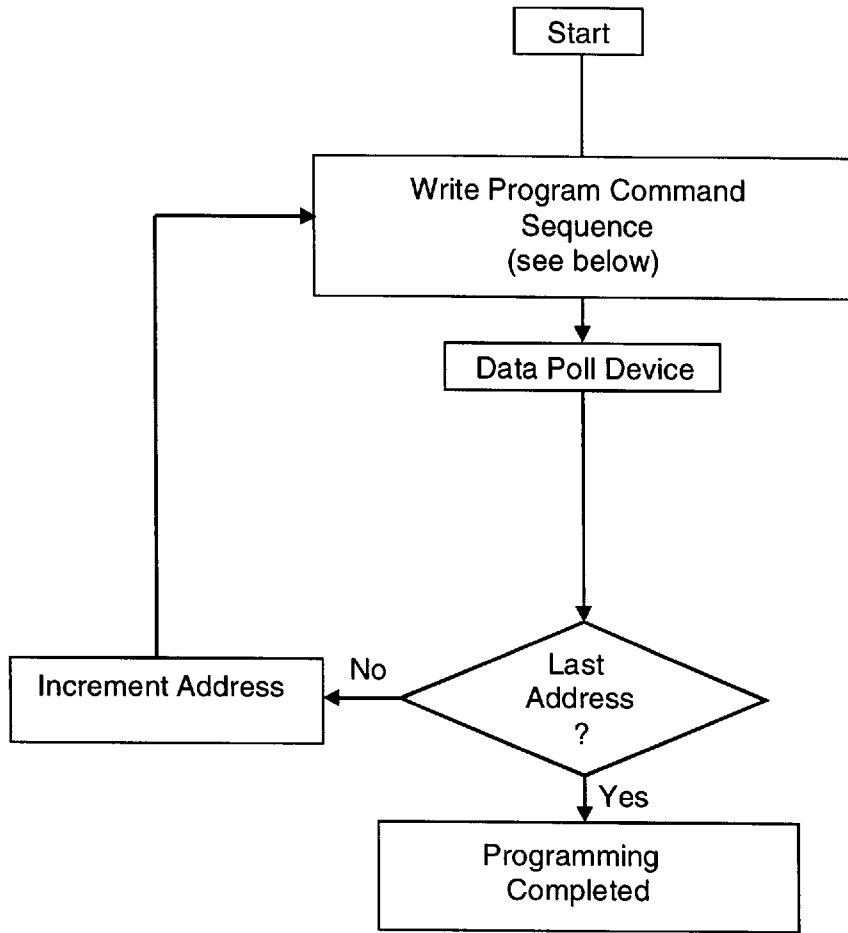 Start
Write Program Command
Sequence
(see below)
Data Poll Device
Increment Address
No
Last
Address
?
Yes
Programming
Completed